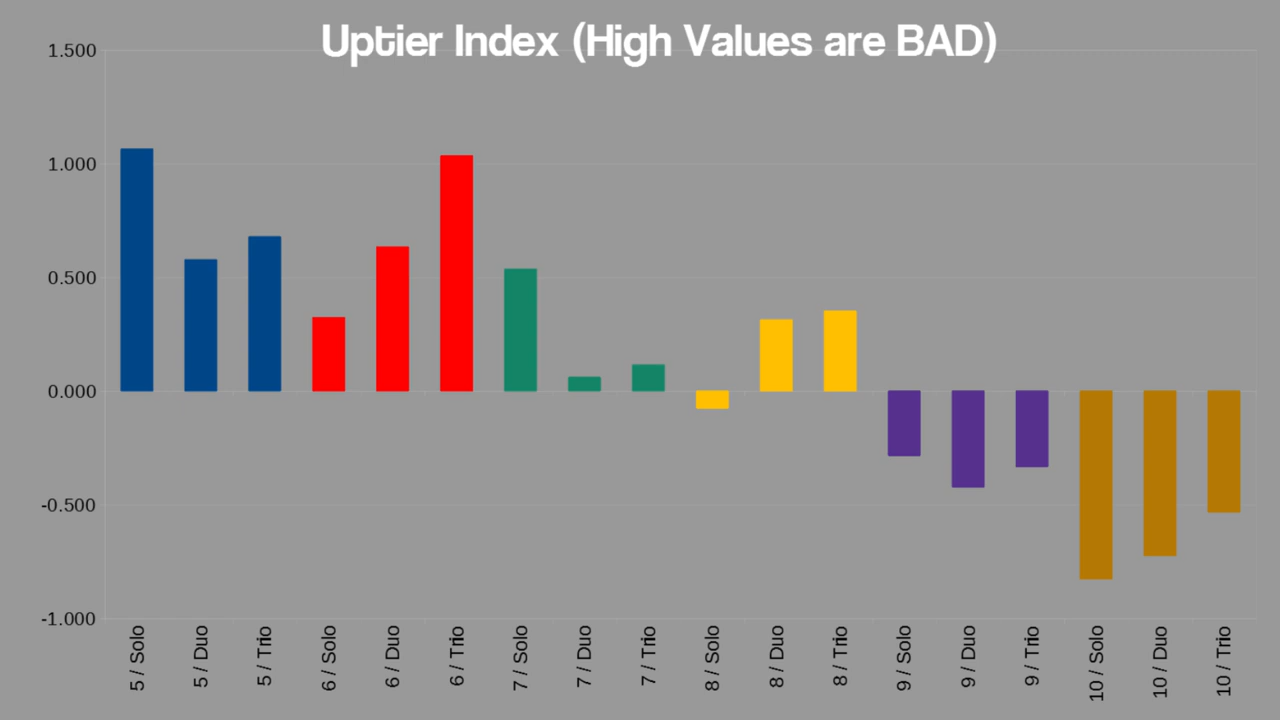 Uptier Index (High Values are BAD)
1.500
1.000
0.500
0.000
-0.500
-1.000
5 / Solo
5 / Duo
5 / Trio
6 / Solo
6 / Duo
6 / Trio
7 / Solo
7 / Duo
7 / Trio
8 / Solo
8 / Duo
8 / Trio
9 / Solo
9 / Duo
9 / Trio
10 / Solo
10 / Duo
10 / Trio